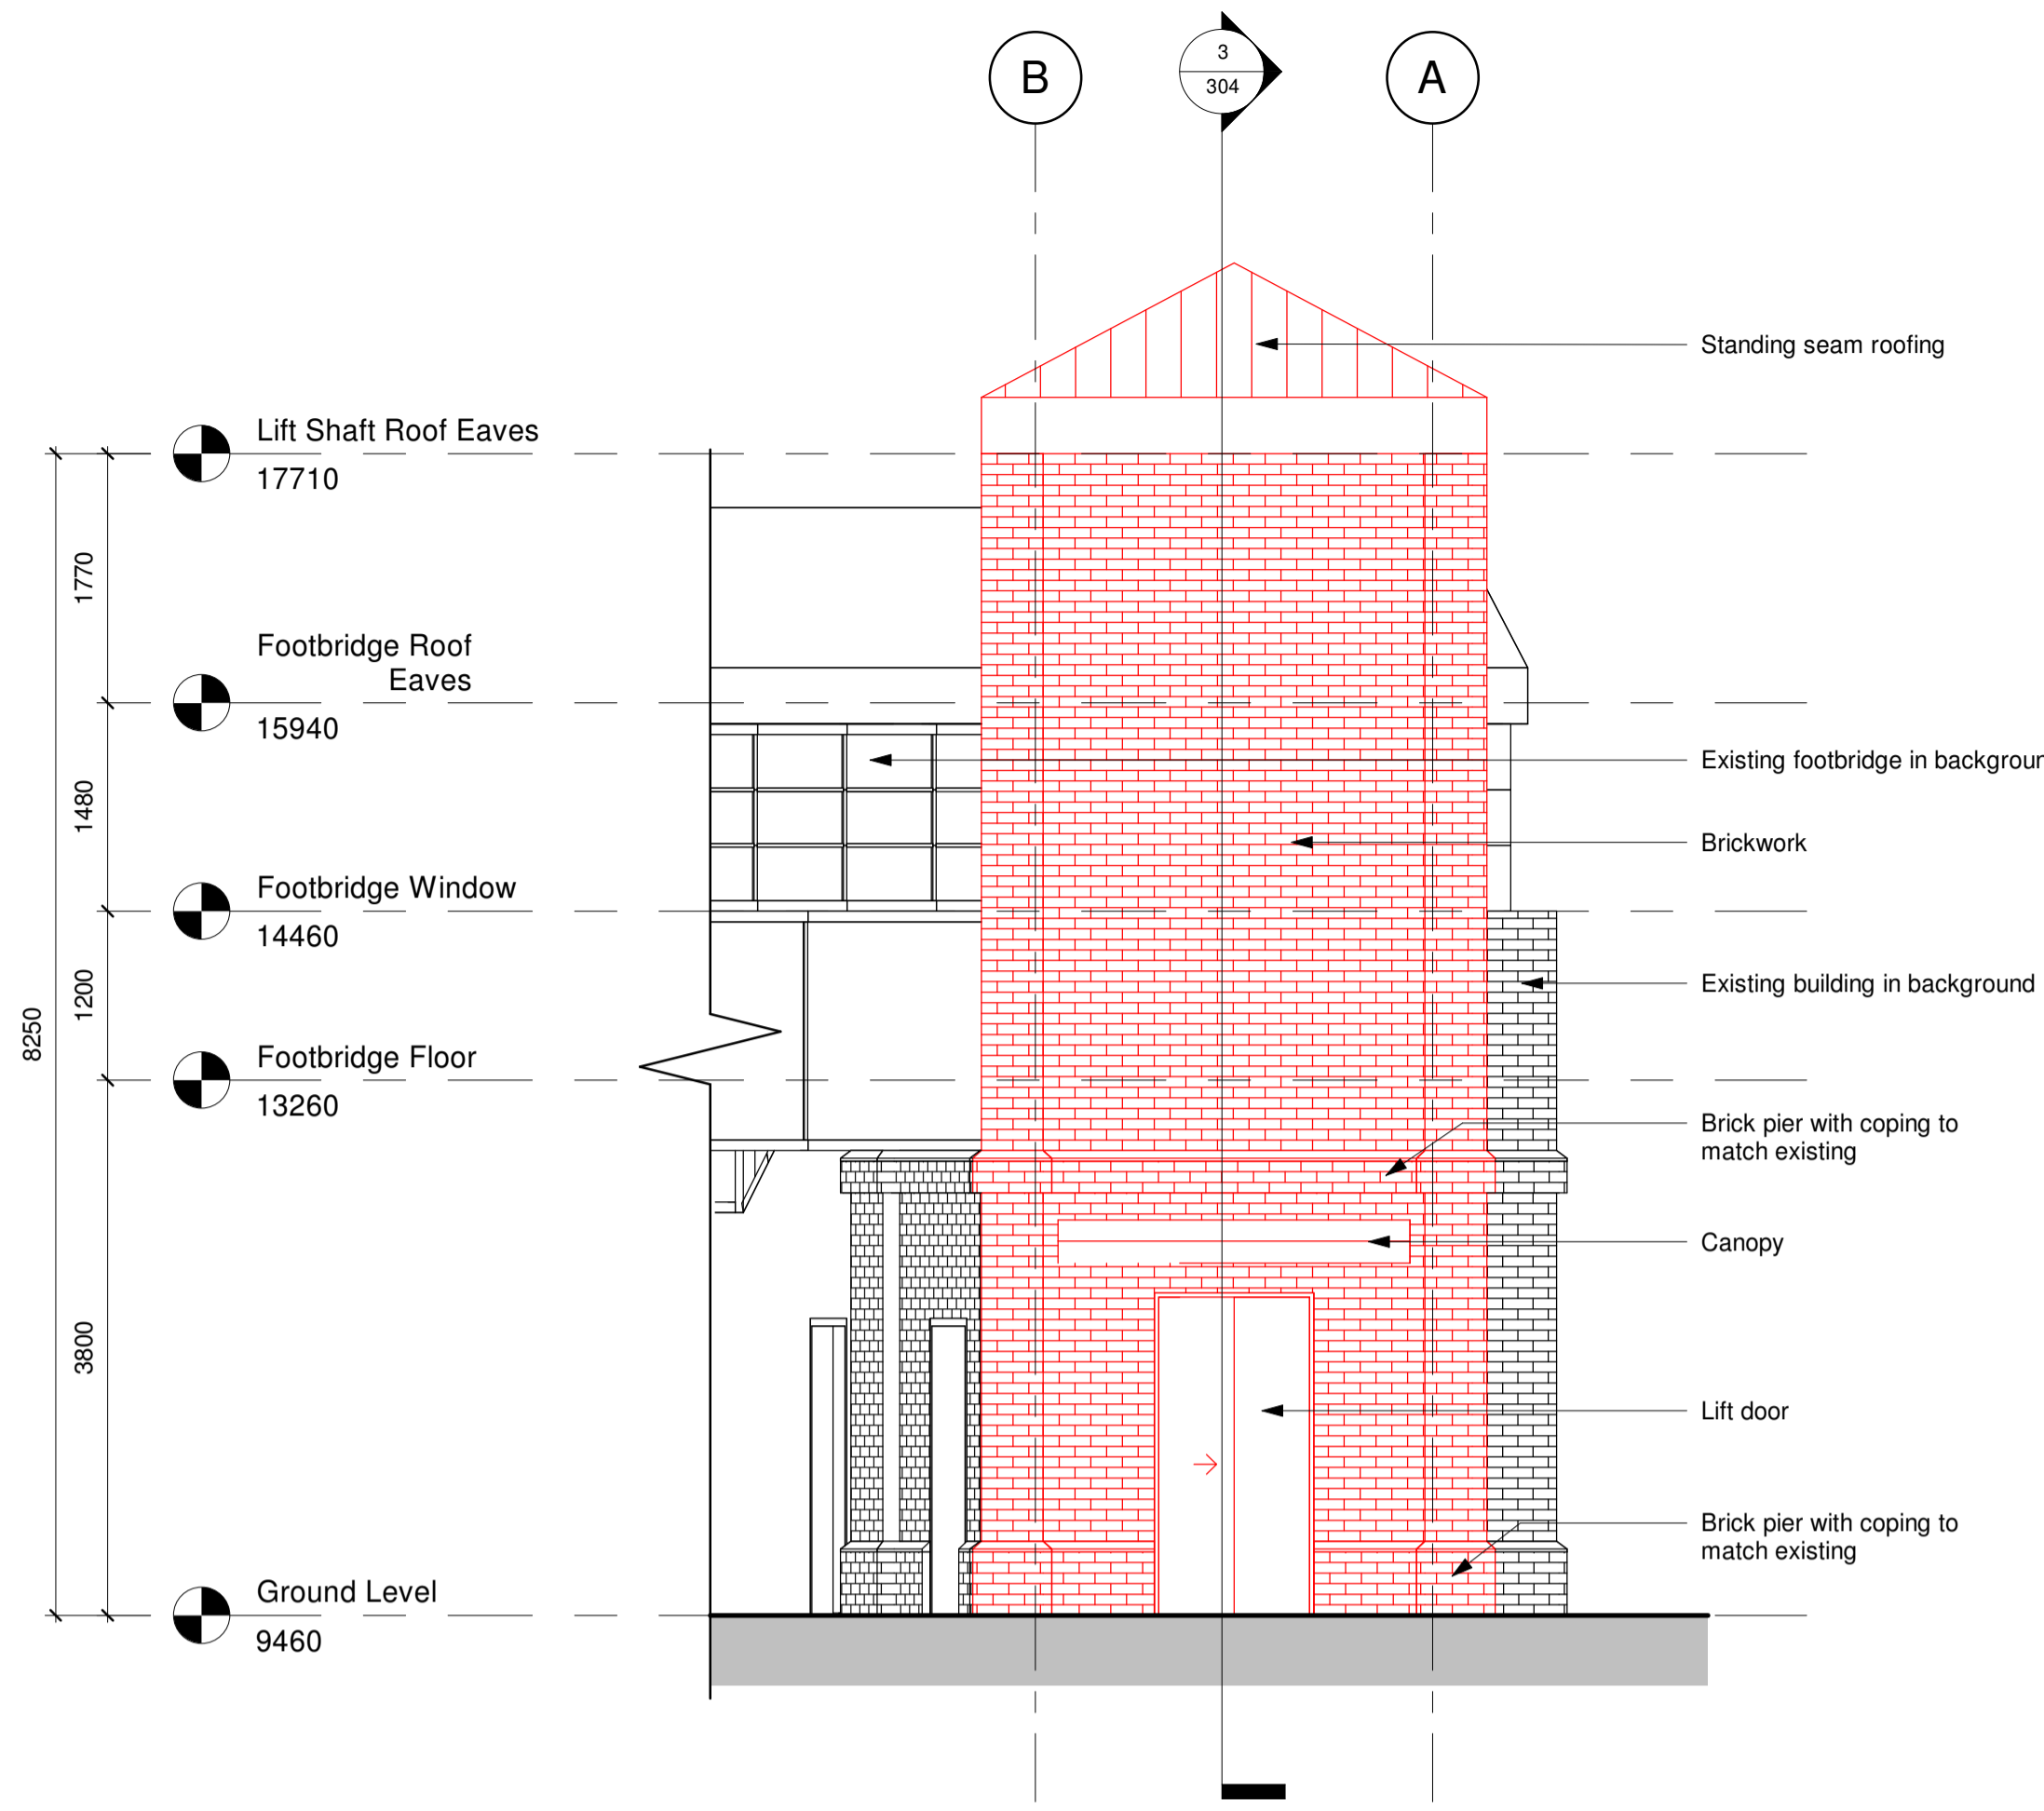 B
3
304
A
Standing seam roofing
Lift Shaft Roof Eaves
17710
1770
Footbridge Roof
Eaves
15940
Existing footbridge in backgroun
1480
Brickwork
Footbridge Window
14460
Existing building in background
1200
8250
Footbridge Floor
13260
Brick pier with coping to
match existing
Canopy
3800
Lift door
Brick pier with coping to
match existing
Ground Level
9460